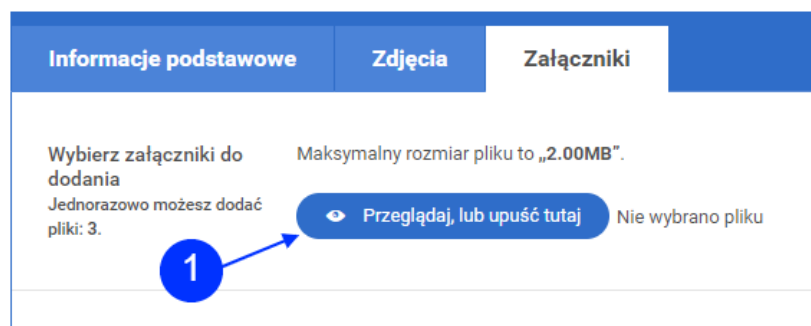 Informacje podstawowe Zdjęcia Załączniki
Wybierz załączniki do dodania
Maksymalny rozmiar pliku to „2.00MB”.
Jednorazowo możesz dodać pliki: 3.
Przeglądaj, lub upuść tutaj Nie wybrano pliku
1